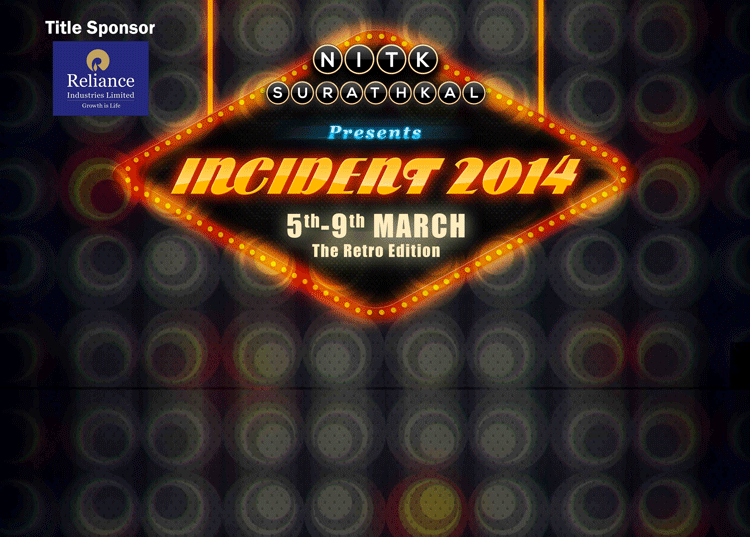 Title Sponsor
Reliance
Industries Limited
Growth is Life
NITK
SURATHKAL
Presents
INCIDENT 2014
5th-9th MARCH
The Retro Edition